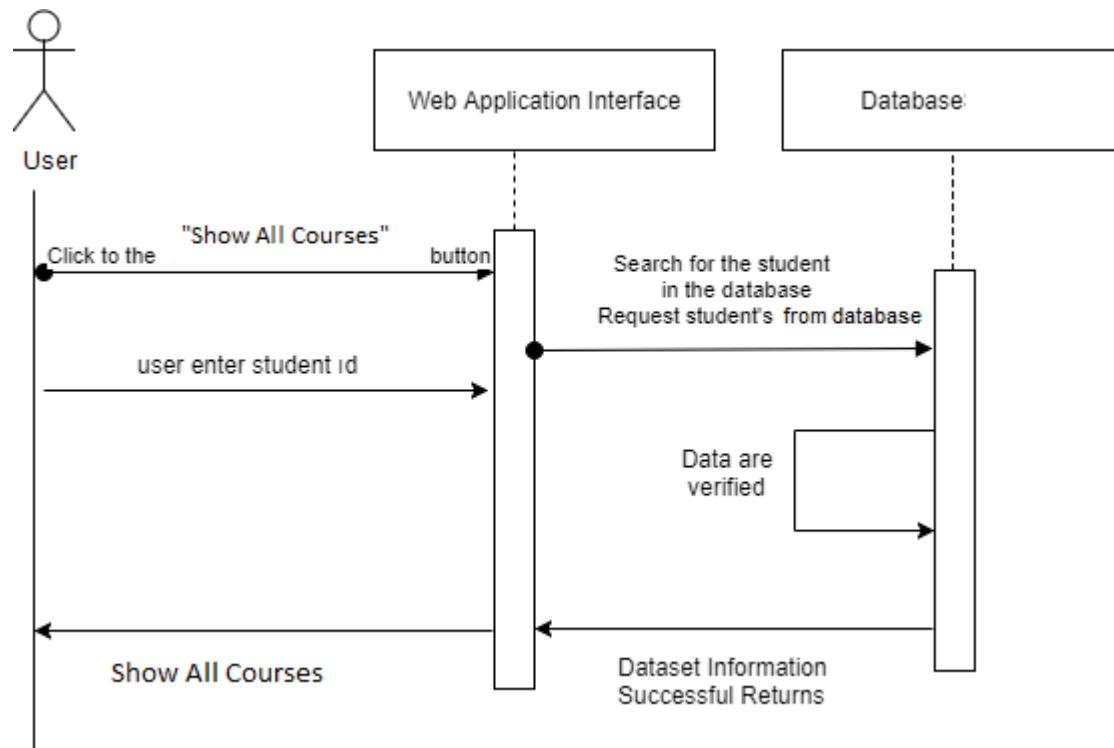 Web Application Interface
Database:
User
"Show All Courses"
Click to the button
Search for the student
in the database
Request student's from database
user enter student id
Data are
verified
Show All Courses
Dataset Information
Successful Returns